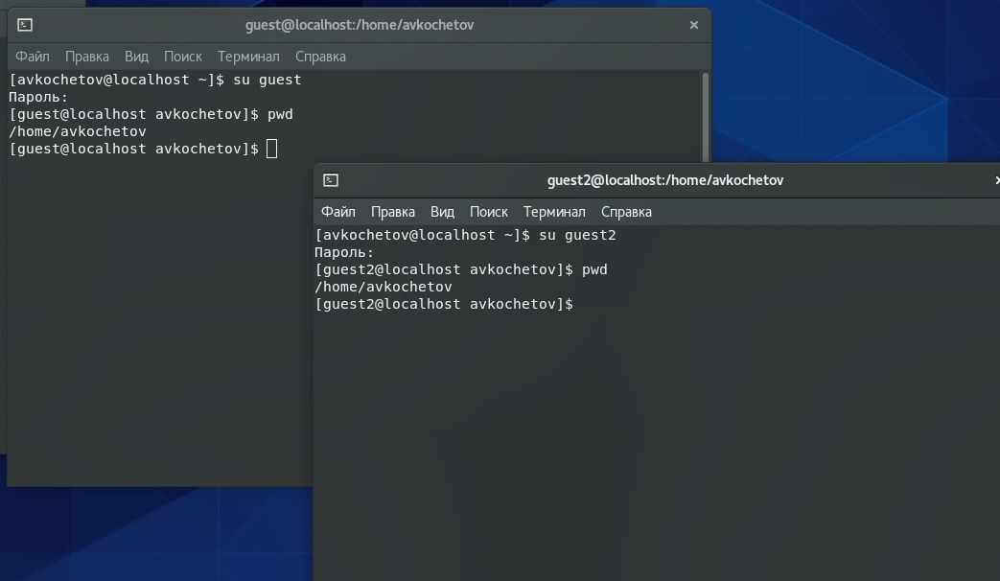 guest@localhost:/home/avkochetov
Файл Правка Вид Поиск Терминал Справка
[avkochetov@localhost ~]$ su guest
Пароль:
[guest@localhost avkochetov]$ pwd
/home/avkochetov
[guest@localhost avkochetov]$
guest2@localhost:/home/avkochetov
Файл Правка Вид Поиск Терминал Справка
[avkochetov@localhost ~]$ su guest2
Пароль:
[guest2@localhost avkochetov]$ pwd
/home/avkochetov
[guest2@localhost avkochetov]$